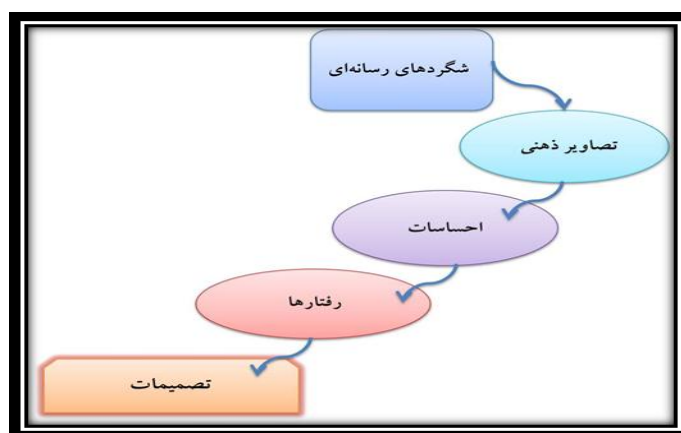 شگردهای رسانه‌ای
تصاویر ذهنی
احساسات
رفتارها
تصمیمات